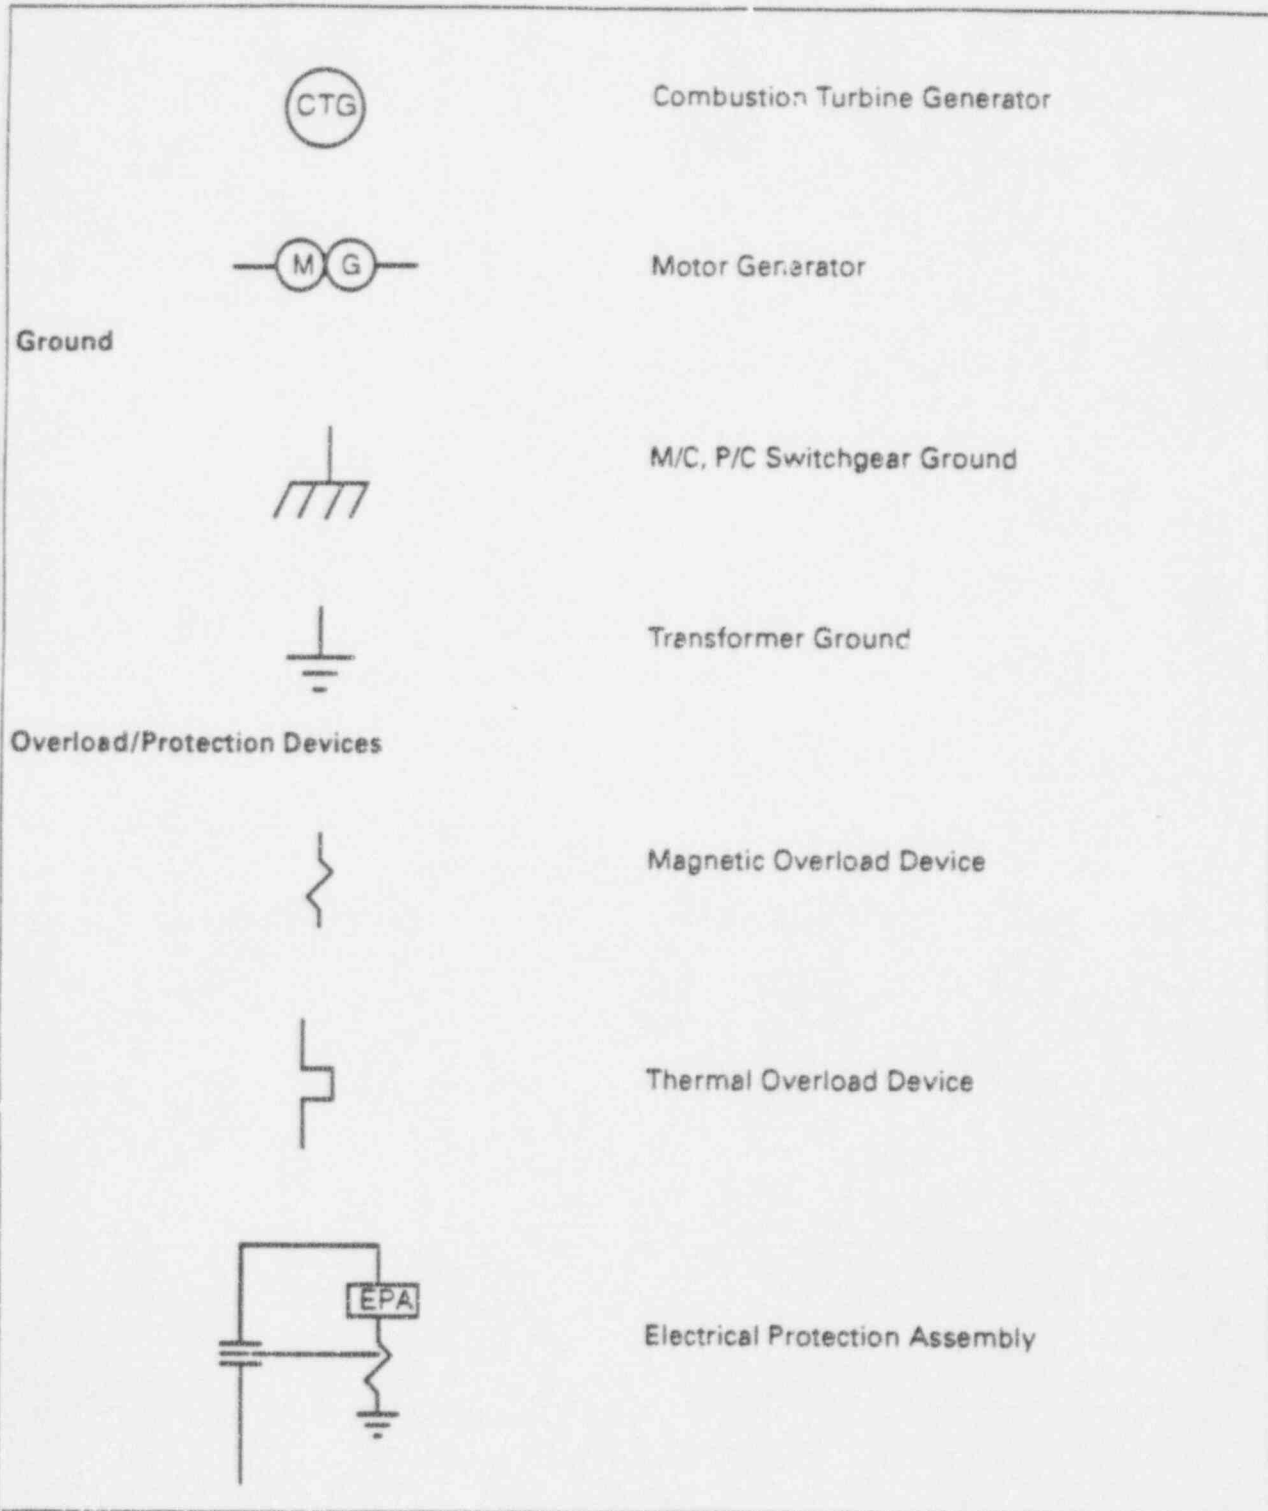 CTG
Combustion Turbine Generator
M G
Motor Generator
Ground
M/C, P/C Switchgear Ground
Transformer Ground
Overload/Protection Devices
Magnetic Overload Device
Thermal Overload Device
EPA
Electrical Protection Assembly